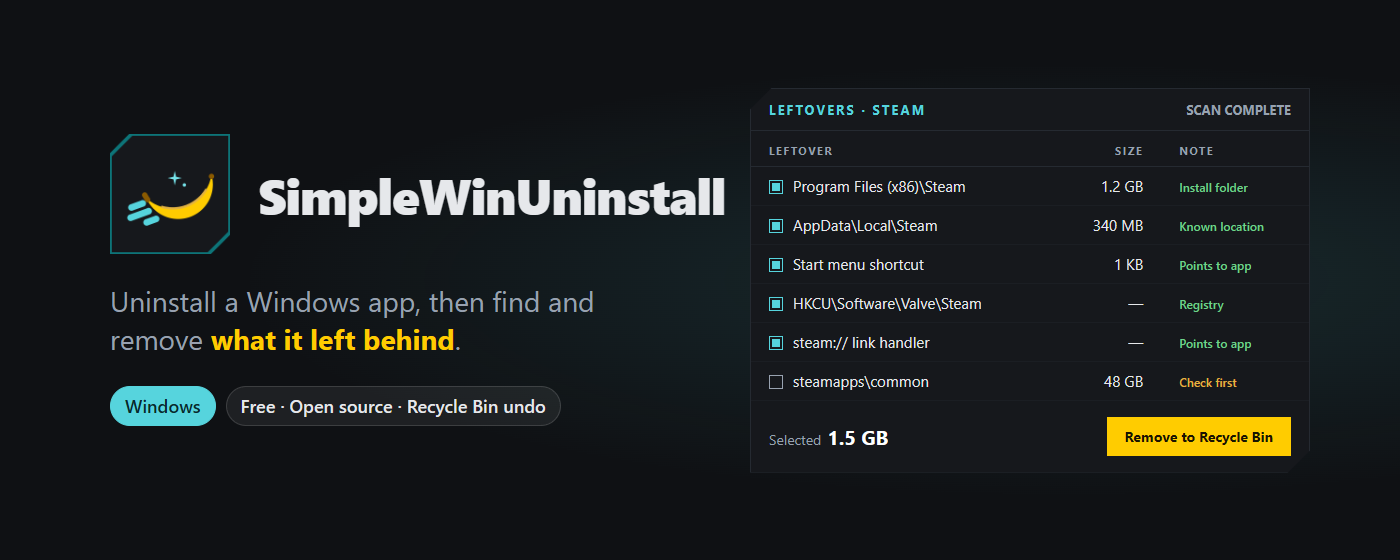 SimpleWinUninstall
Uninstall a Windows app, then find and
remove what it left behind.
Windows
Free · Open source · Recycle Bin undo
LEFTOVERS · STEAM SCAN COMPLETE
LEFTOVER SIZE NOTE
Program Files (x86)\Steam 1.2 GB Install folder
AppData\Local\Steam 340 MB Known location
Start menu shortcut 1 KB Points to app
HKCU\Software\Valve\Steam — Registry
steam:// link handler — Points to app
steamapps\common 48 GB Check first
Selected 1.5 GB Remove to Recycle Bin